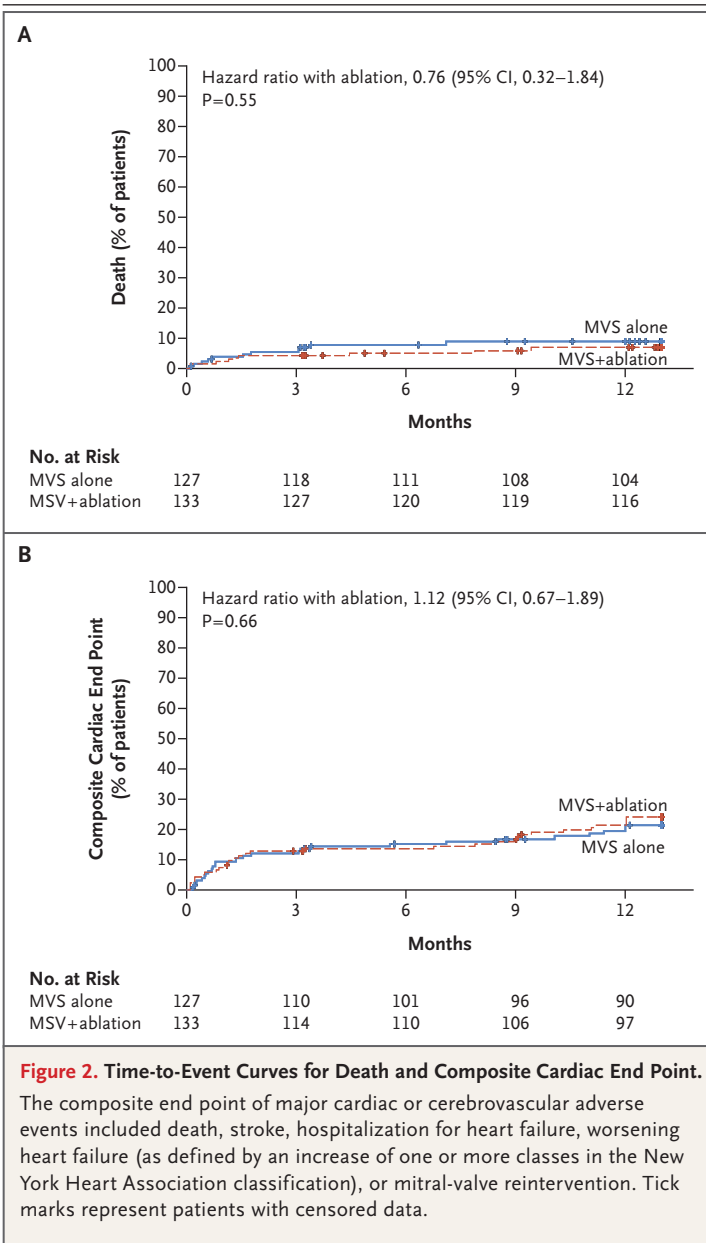 A
Hazard ratio with ablation, 0.76 (95% CI, 0.32–1.84)
P=0.55
Death (% of patients)
100
90
80
70
60
50
40
30
20
10
0
MVS alone
MVS+ablation
0 3 6 9 12
Months
No. at Risk
MVS alone 127 118 111 108 104
MSV+ablation 133 127 120 119 116
B
Hazard ratio with ablation, 1.12 (95% CI, 0.67–1.89)
P=0.66
Composite Cardiac End Point
(% of patients)
100
90
80
70
60
50
40
30
20
10
0
MVS+ablation
MVS alone
0 3 6 9 12
Months
No. at Risk
MVS alone 127 110 101 96 90
MSV+ablation 133 114 110 106 97
Figure 2. Time-to-Event Curves for Death and Composite Cardiac End Point.
The composite end point of major cardiac or cerebrovascular adverse
events included death, stroke, hospitalization for heart failure, worsening
heart failure (as defined by an increase of one or more classes in the New
York Heart Association classification), or mitral-valve reintervention. Tick
marks represent patients with censored data.